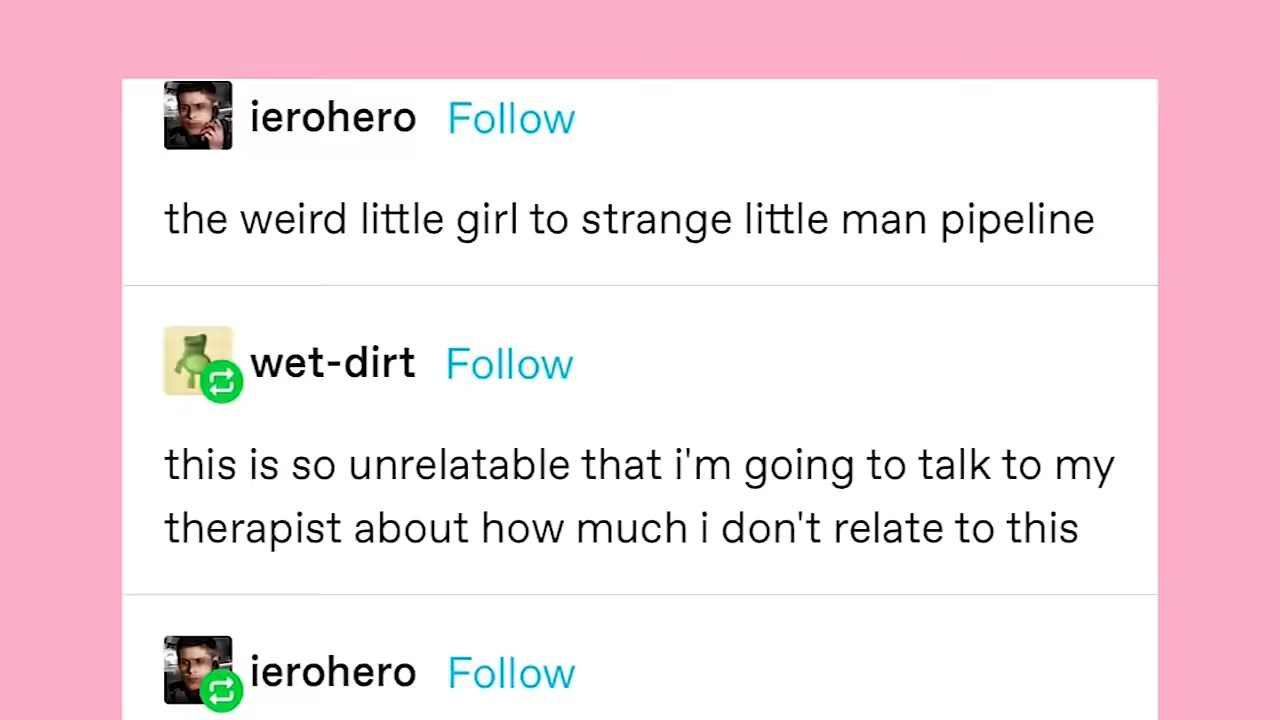 ierohero Follow
the weird little girl to strange little man pipeline
wet-dirt Follow
this is so unrelatable that i'm going to talk to my
therapist about how much i don't relate to this
ierohero Follow